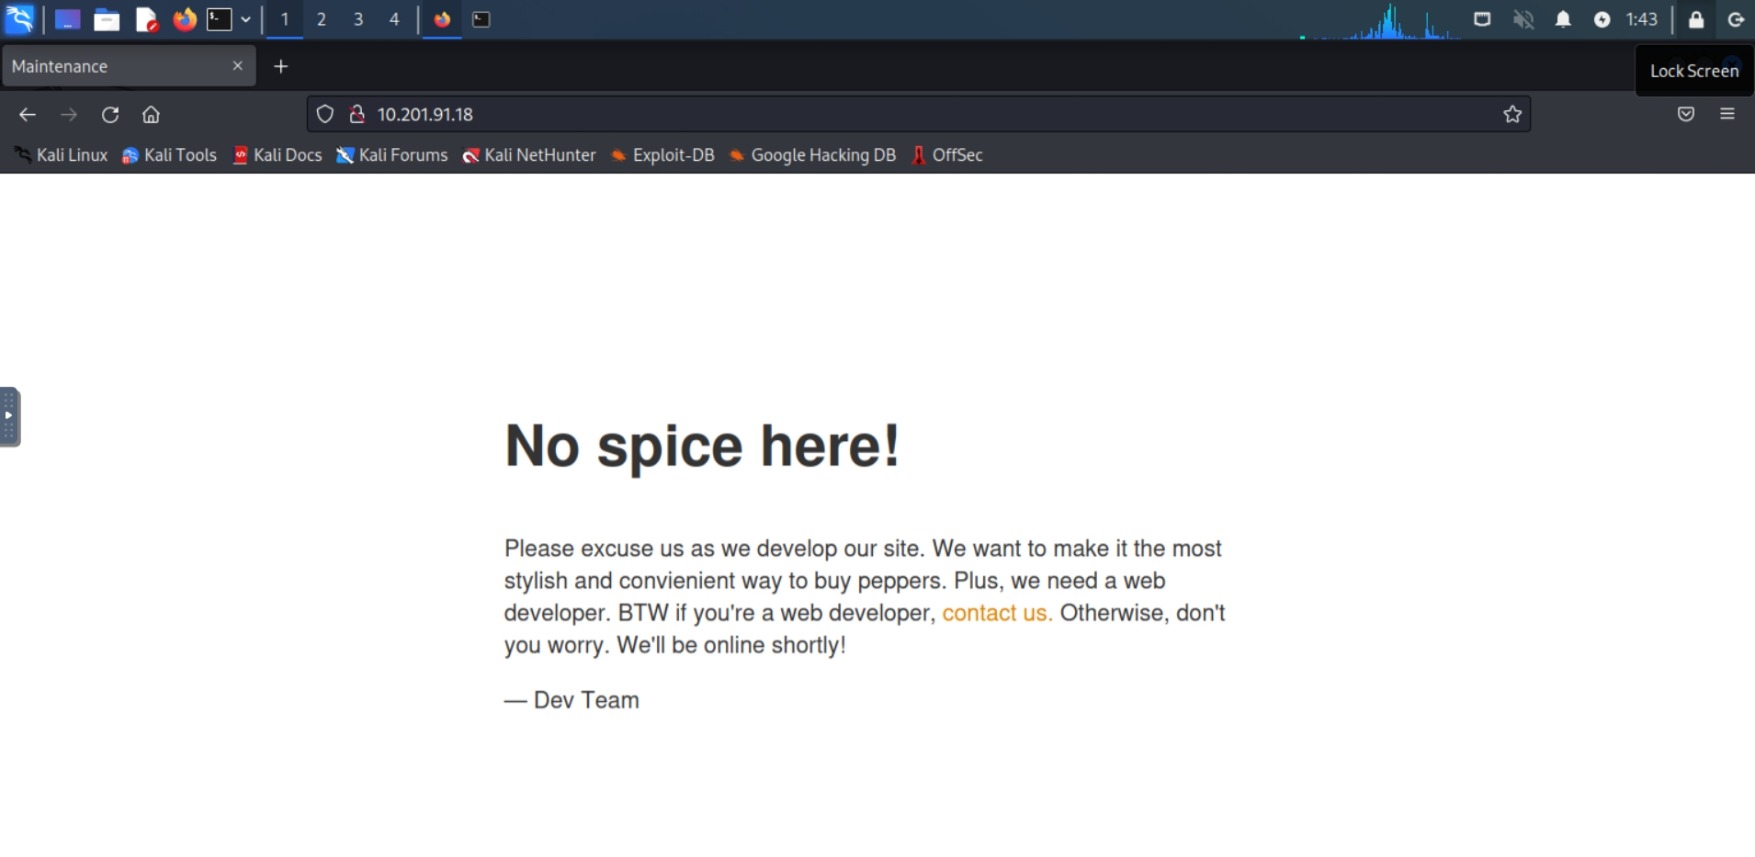 1 2 3 4 1:43
Maintenance
Lock Screen
10.201.91.18
Kali Linux Kali Tools Kali Docs Kali Forums Kali NetHunter Exploit-DB Google Hacking DB OffSec
No spice here!
Please excuse us as we develop our site. We want to make it the most
stylish and convienient way to buy peppers. Plus, we need a web
developer. BTW if you're a web developer, contact us. Otherwise, don't
you worry. We'll be online shortly!
— Dev Team